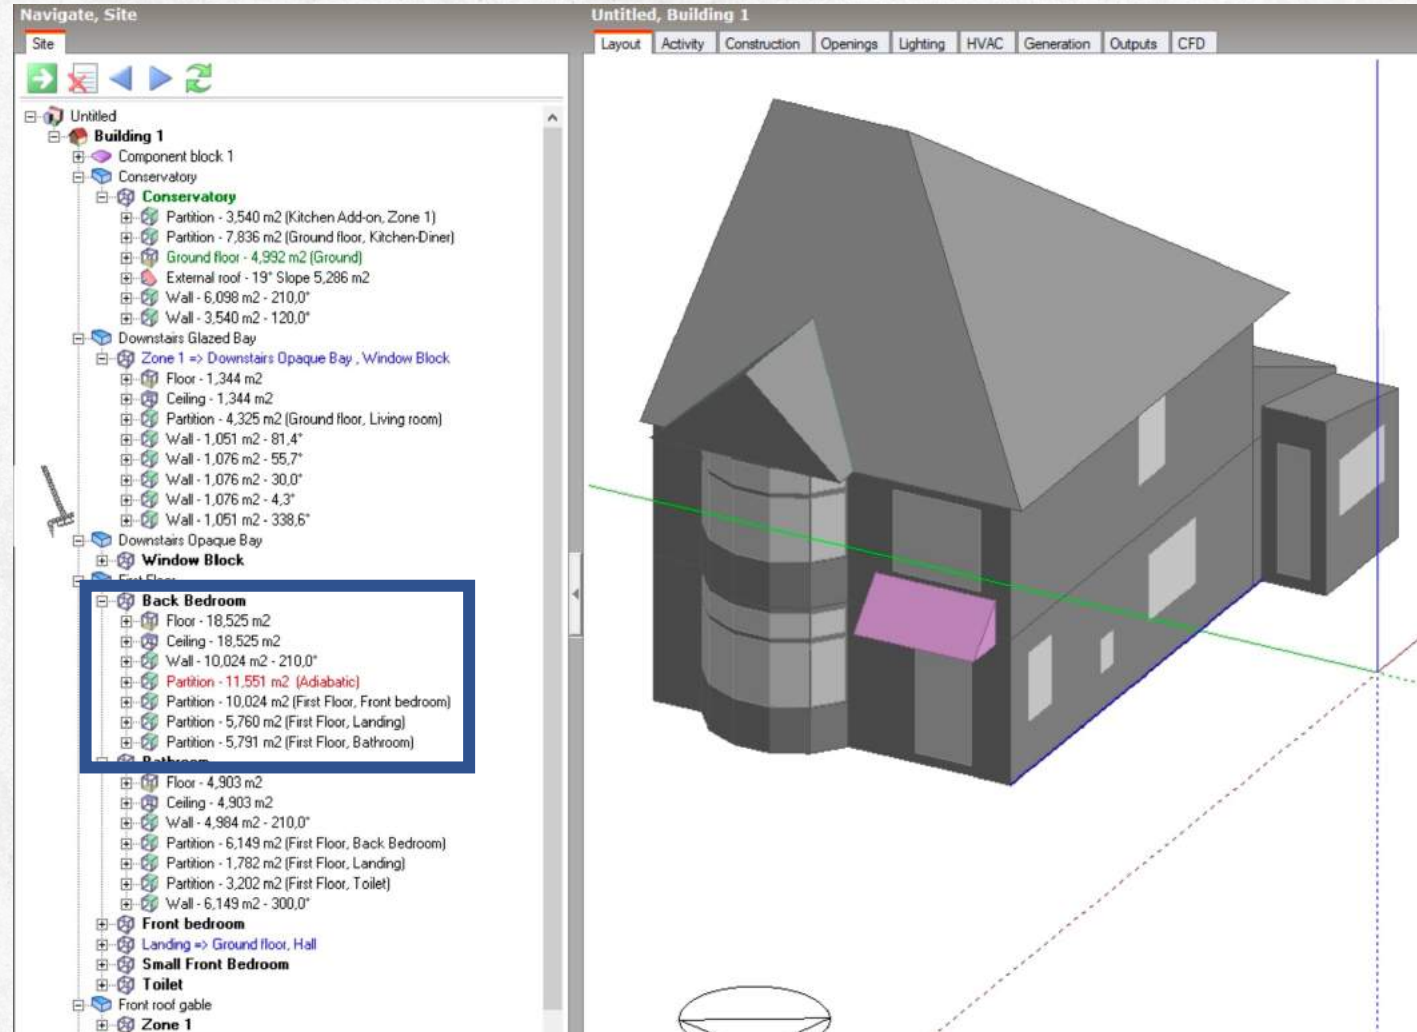 Navigate, Site
Site
Untitled
Building 1
Component block 1
Conservatory
Conservatory
Partition - 3,540 m2 (Kitchen Add-on, Zone 1)
Partition - 7,836 m2 (Ground floor, Kitchen-Diner)
Ground floor - 4,992 m2 (Ground)
External roof - 19° Slope 5,286 m2
Wall - 6,098 m2 - 210,0°
Wall - 3,540 m2 - 120,0°
Downstairs Glazed Bay
Zone 1 => Downstairs Opaque Bay , Window Block
Floor - 1,344 m2
Ceiling - 1,344 m2
Partition - 4,325 m2 (Ground floor, Living room)
Wall - 1,051 m2 - 81,4°
Wall - 1,076 m2 - 55,7°
Wall - 1,076 m2 - 30,0°
Wall - 1,076 m2 - 4,3°
Wall - 1,051 m2 - 338,6°
Downstairs Opaque Bay
Window Block
First Floor
Back Bedroom
Floor - 18,525 m2
Ceiling - 18,525 m2
Wall - 10,024 m2 - 210,0°
Partition - 11,551 m2 (Adiabatic)
Partition - 10,024 m2 (First Floor, Front bedroom)
Partition - 5,760 m2 (First Floor, Landing)
Partition - 5,791 m2 (First Floor, Bathroom)
Bathroom
Floor - 4,903 m2
Ceiling - 4,903 m2
Wall - 4,984 m2 - 210,0°
Partition - 6,149 m2 (First Floor, Back Bedroom)
Partition - 1,782 m2 (First Floor, Landing)
Partition - 3,202 m2 (First Floor, Toilet)
Wall - 6,149 m2 - 300,0°
Front bedroom
Landing => Ground floor, Hall
Small Front Bedroom
Toilet
Front roof gable
Zone 1
Untitled, Building 1
Layout Activity Construction Openings Lighting HVAC Generation Outputs CFD